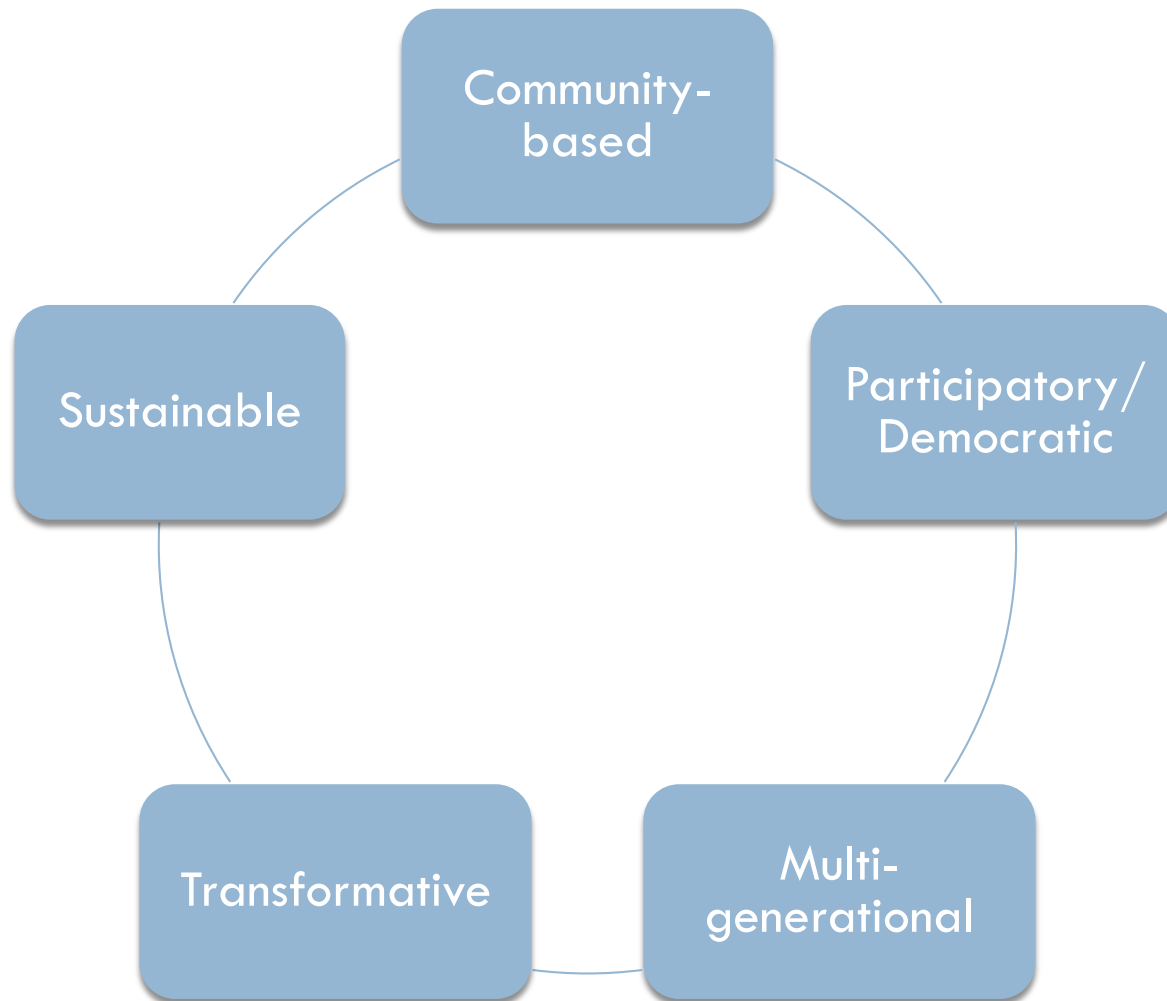 Community-
based
Participatory/
Democratic
Multi-
generational
Transformative
Sustainable